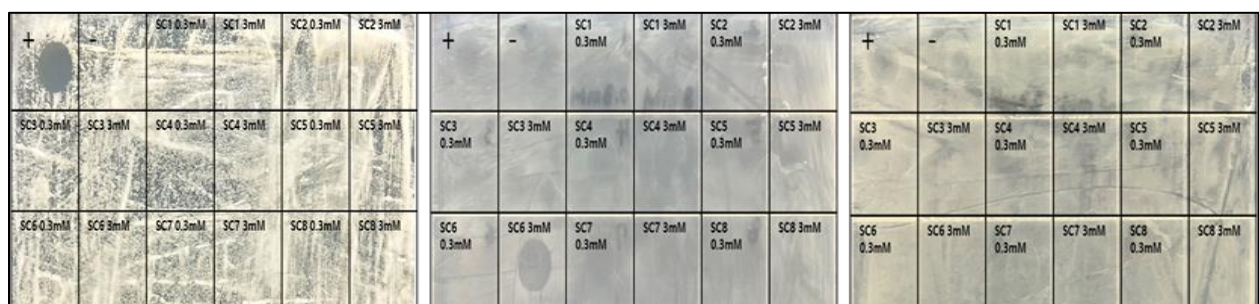 + - SC1 0.3mM SC1 3mM SC2 0.3mM SC2 3mM
SC3 0.3mM SC3 3mM SC4 0.3mM SC4 3mM SC5 0.3mM SC5 3mM
SC6 0.3mM SC6 3mM SC7 0.3mM SC7 3mM SC8 0.3mM SC8 3mM
+ - SC1 SC1 3mM SC2 SC2 3mM
0.3mM 0.3mM
SC3 SC3 3mM SC4 SC4 3mM SC5 SC5 3mM
0.3mM 0.3mM 0.3mM
SC6 SC6 3mM SC7 SC7 3mM SC8 SC8 3mM
0.3mM 0.3mM 0.3mM
+ - SC1 SC1 3mM SC2 SC2 3mM
0.3mM 0.3mM
SC3 SC3 3mM SC4 SC4 3mM SC5 SC5 3mM
0.3mM 0.3mM 0.3mM
SC6 SC6 3mM SC7 SC7 3mM SC8 SC8 3mM
0.3mM 0.3mM 0.3mM